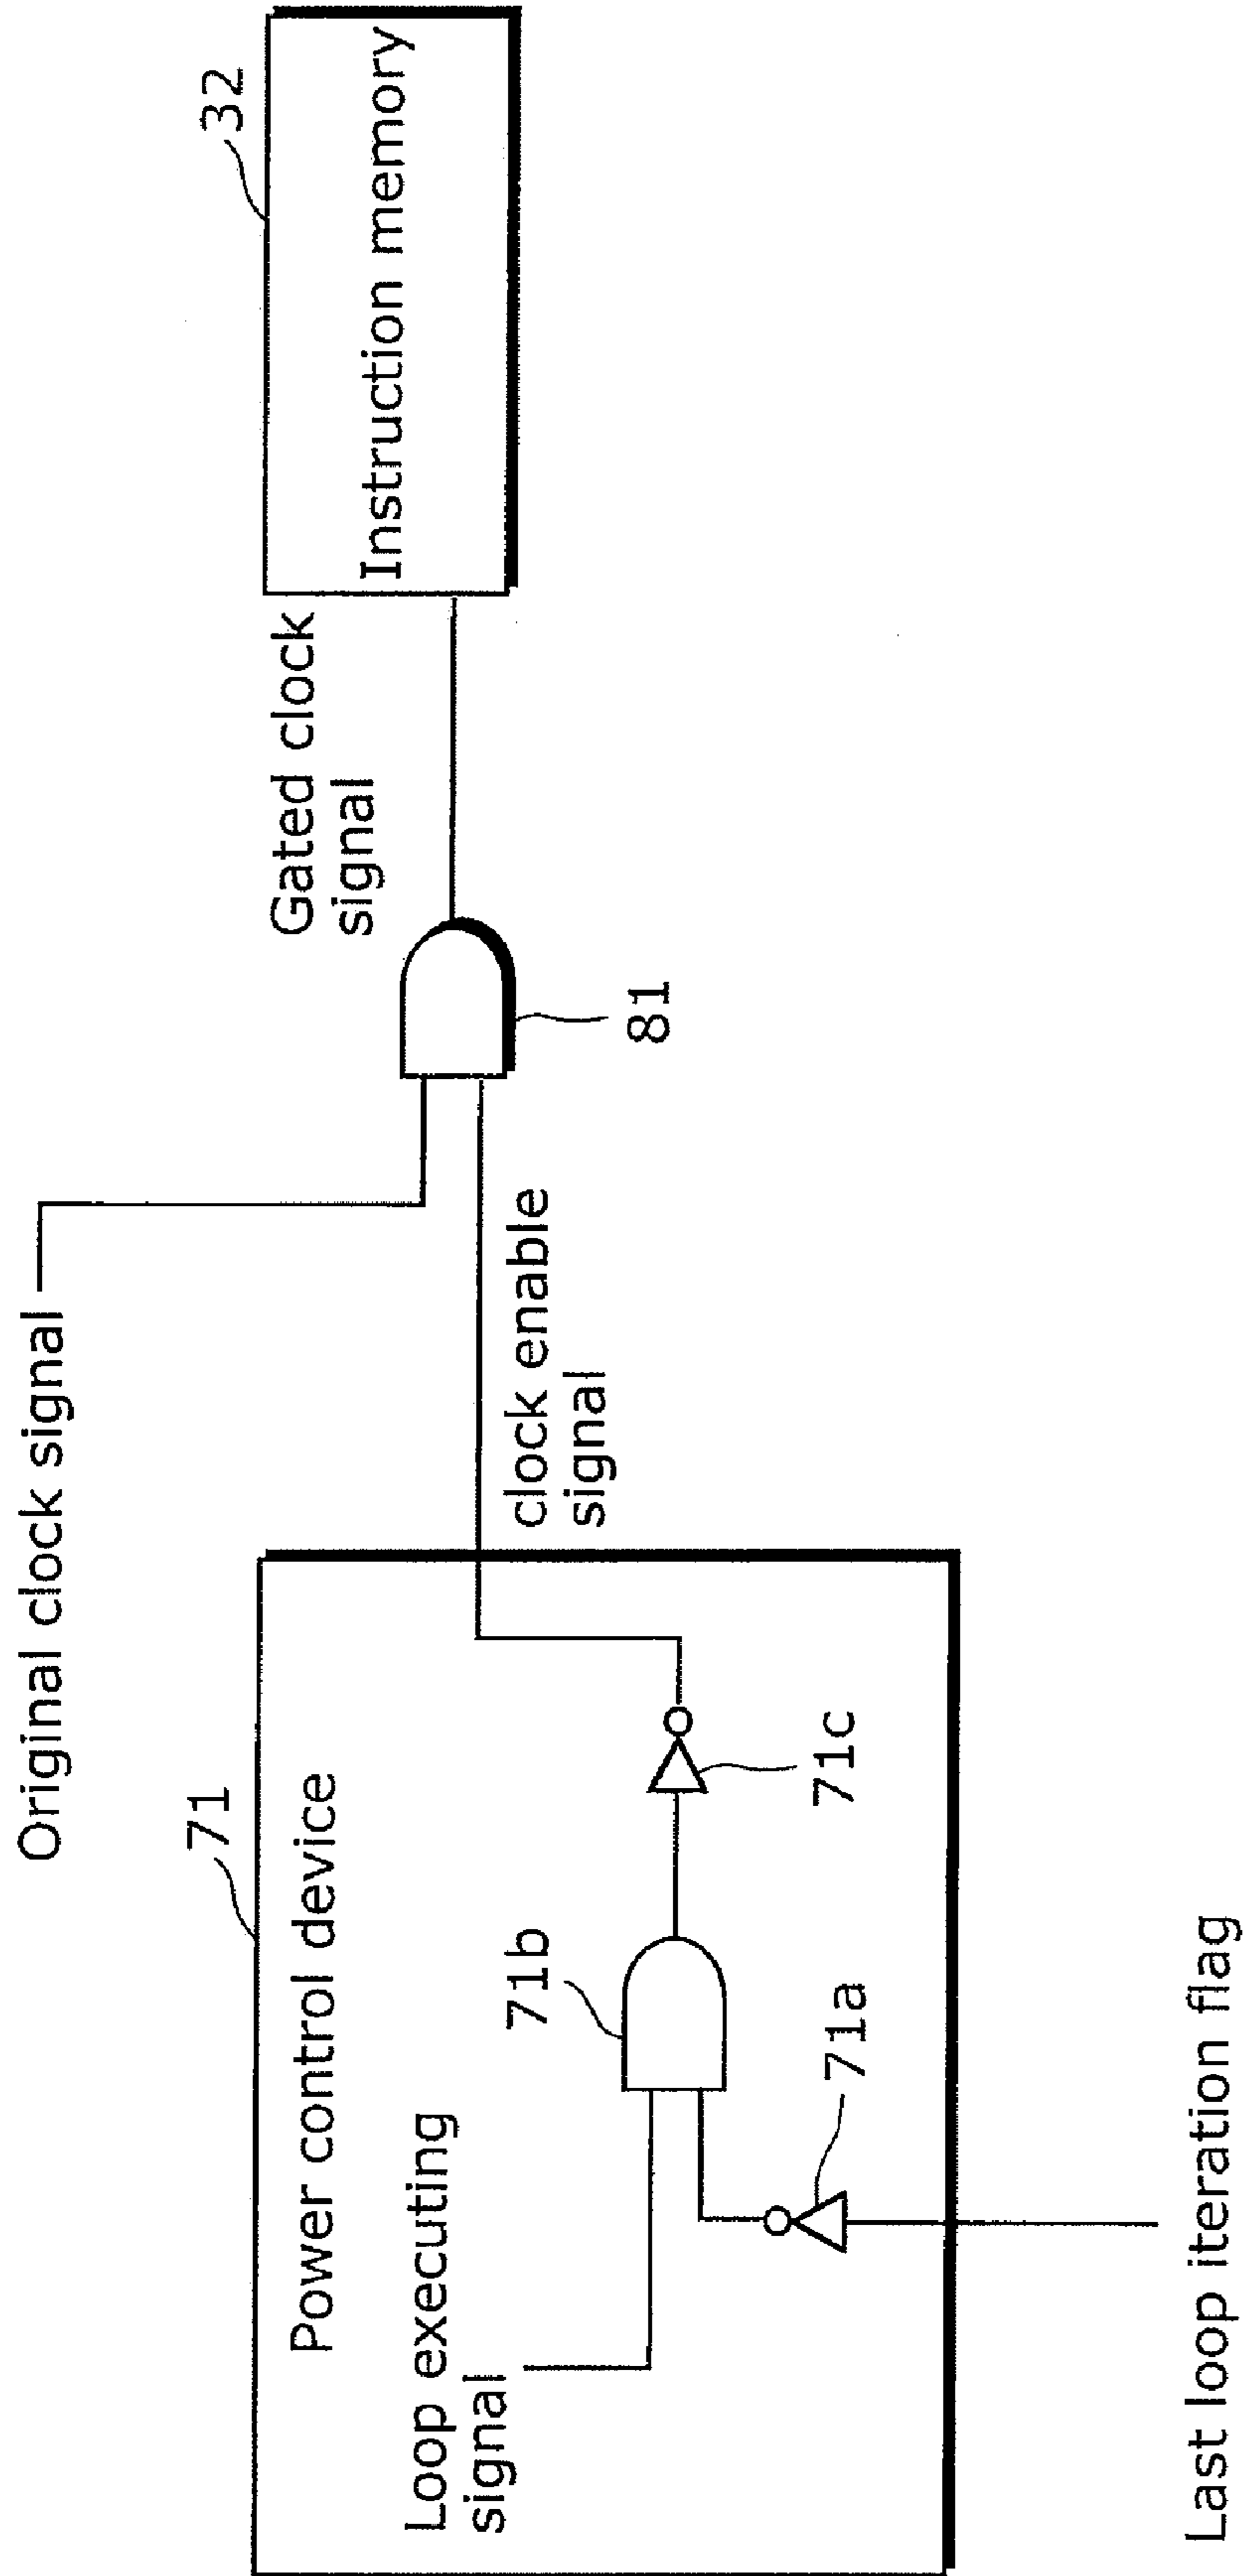 Original clock signal
71
Power control device
Loop executing
signal
71b
71a
71c
Last loop iteration flag
clock enable
signal
81
Gated clock
signal
32
Instruction memory